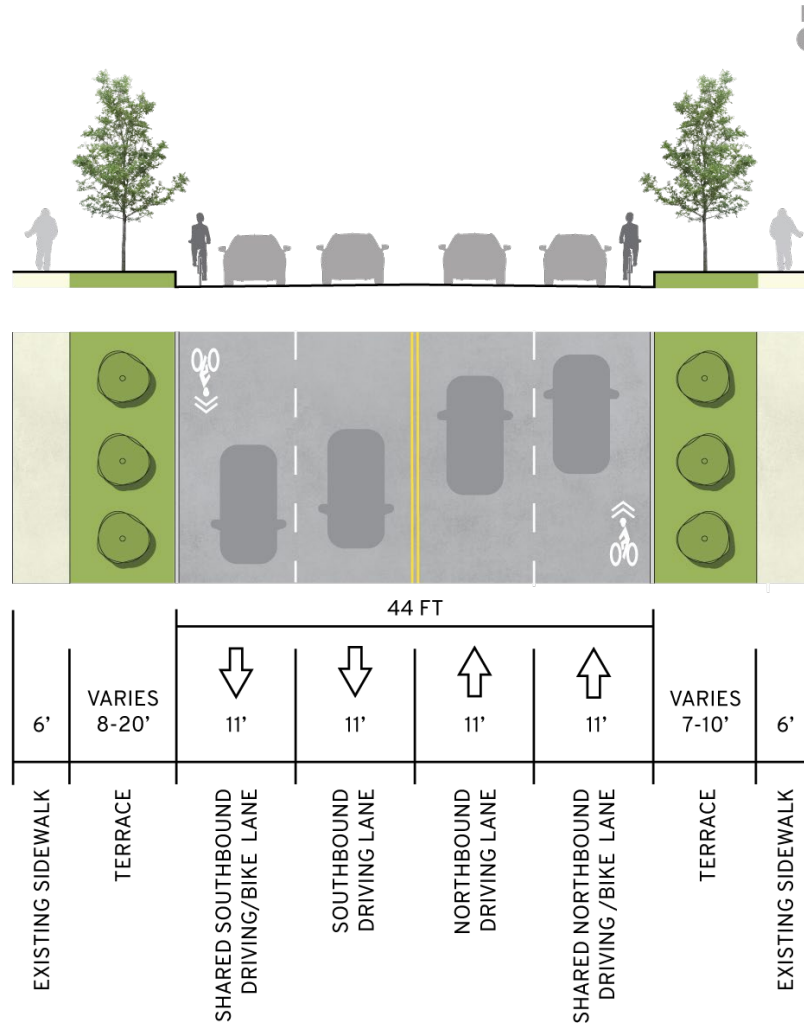 44 FT
6’
VARIES
8-20’
11’
11’
11’
11’
VARIES
7-10’
6’
EXISTING SIDEWALK
TERRACE
SHARED SOUTHBOUND
DRIVING/BIKE LANE
SOUTHBOUND
DRIVING LANE
NORTHBOUND
DRIVING LANE
SHARED NORTHBOUND
DRIVING /BIKE LANE
TERRACE
EXISTING SIDEWALK